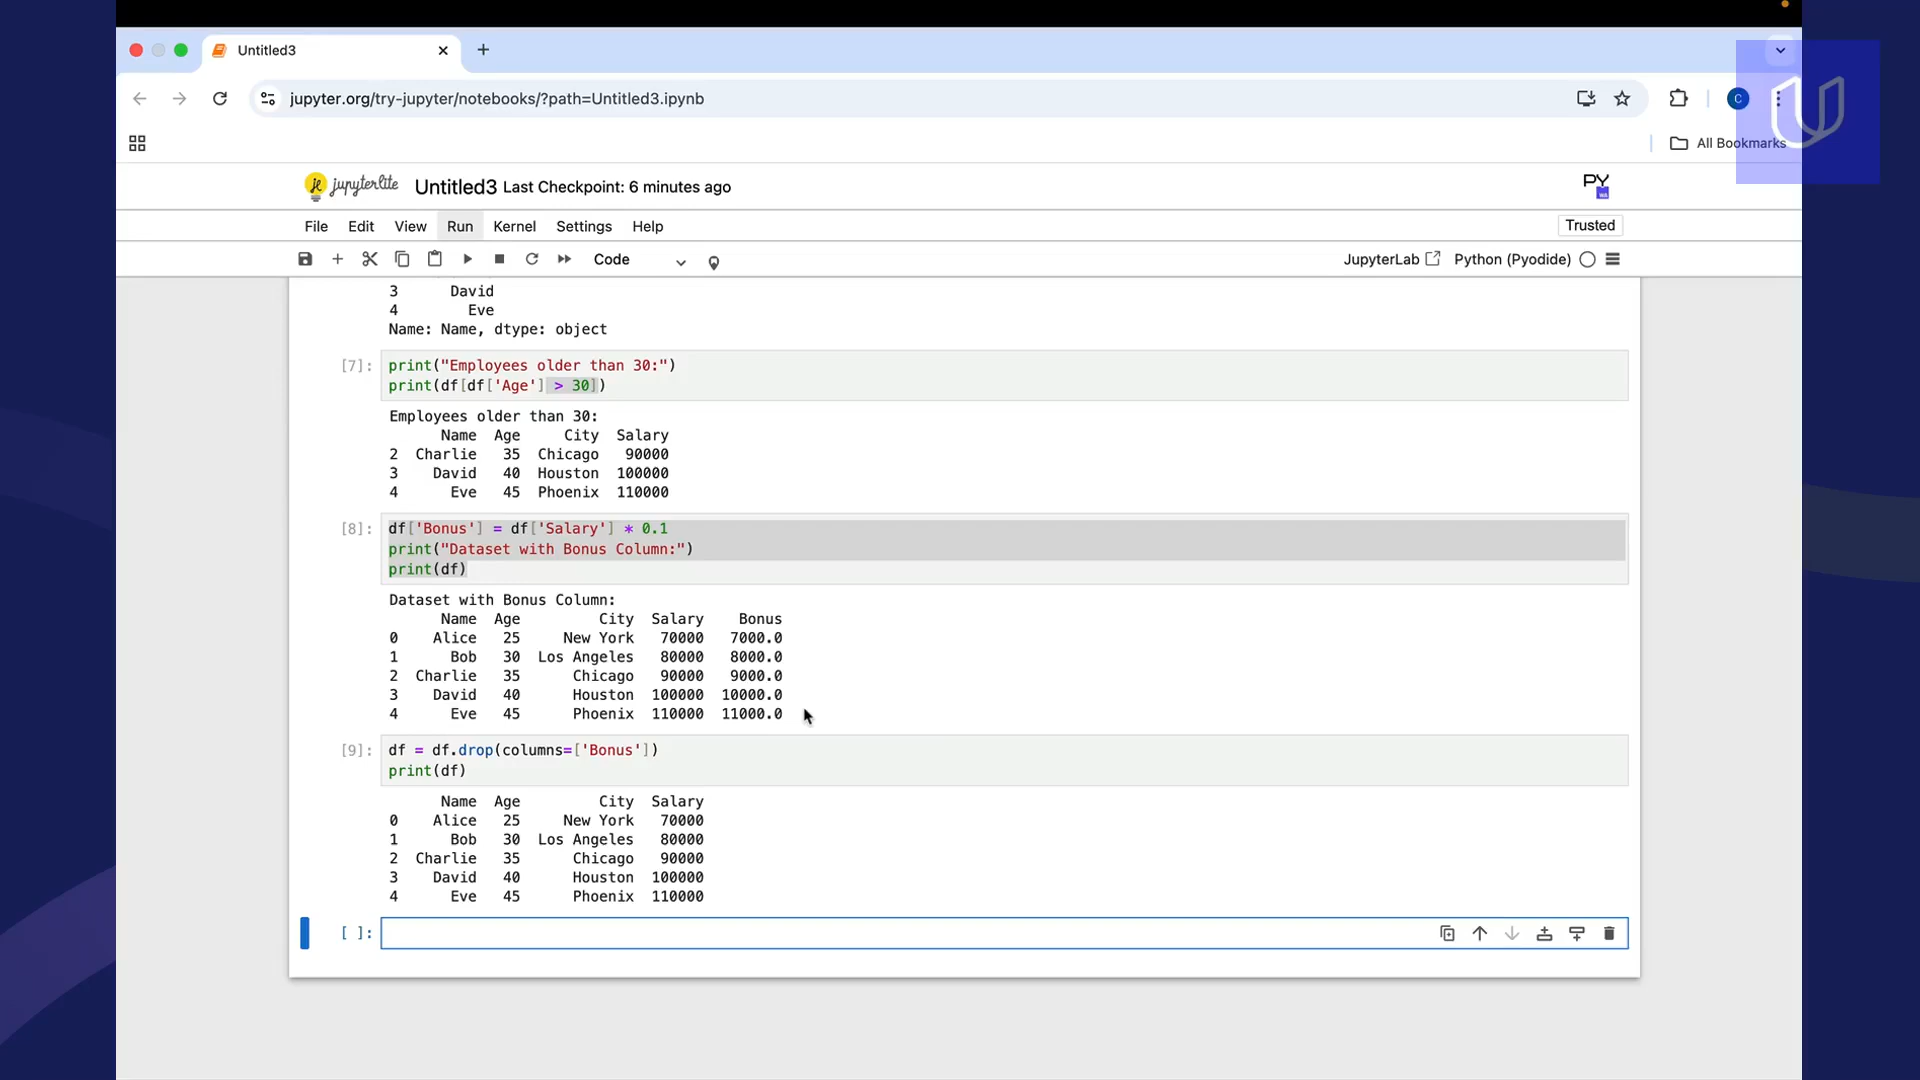 Untitled3
jupyter.org/try-jupyter/notebooks/?path=Untitled3.ipynb
C
All Bookmarks
jupyterlite Untitled3 Last Checkpoint: 6 minutes ago
PY
File Edit View Run Kernel Settings Help
Trusted
Code
JupyterLab Python (Pyodide)
3 David
4 Eve
Name: Name, dtype: object
[7]: print("Employees older than 30:")
print(df[df['Age'] > 30])
Employees older than 30:
Name Age City Salary
2 Charlie 35 Chicago 90000
3 David 40 Houston 100000
4 Eve 45 Phoenix 110000
[8]: df['Bonus'] = df['Salary'] * 0.1
print("Dataset with Bonus Column:")
print(df)
Dataset with Bonus Column:
Name Age City Salary Bonus
0 Alice 25 New York 70000 7000.0
1 Bob 30 Los Angeles 80000 8000.0
2 Charlie 35 Chicago 90000 9000.0
3 David 40 Houston 100000 10000.0
4 Eve 45 Phoenix 110000 11000.0
[9]: df = df.drop(columns=['Bonus'])
print(df)
Name Age City Salary
0 Alice 25 New York 70000
1 Bob 30 Los Angeles 80000
2 Charlie 35 Chicago 90000
3 David 40 Houston 100000
4 Eve 45 Phoenix 110000
[ ]: